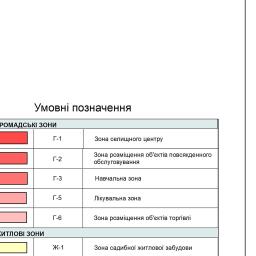 Умовні позначення
РОМАДСЬКІ ЗОНИ
Г-1 Зона селищного центру
Г-2 Зона розміщення об'єктів повсякденного
обслуговування
Г-3 Навчальна зона
Г-5 Лікувальна зона
Г-6 Зона розміщення об'єктів торгівлі
ИТЛОВІ ЗОНИ
Ж-1 Зона садибної житлової забудови